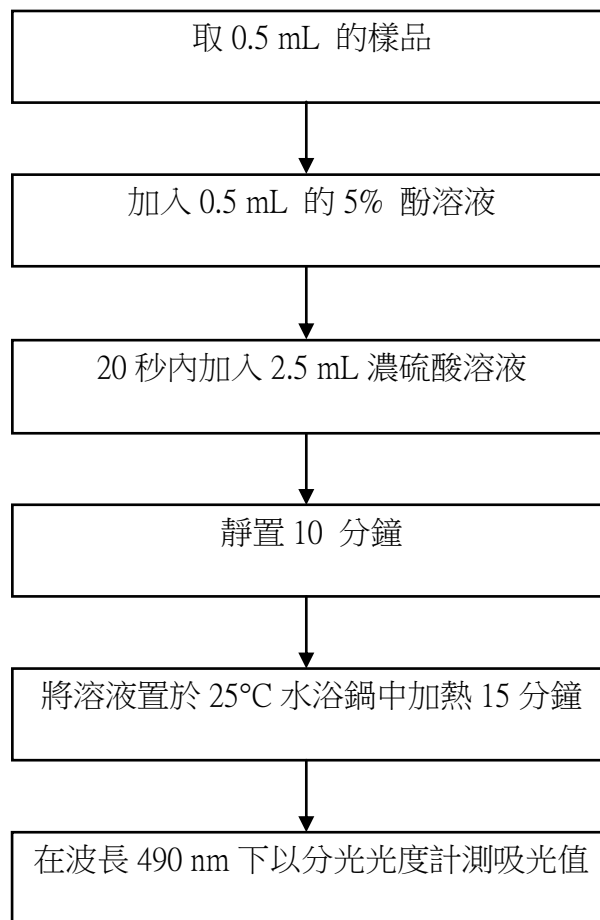 取 0.5 mL 的樣品
加入 0.5 mL 的 5% 酚溶液
20 秒內加入 2.5 mL 濃硫酸溶液
靜置 10 分鐘
將溶液置於 25°C 水浴鍋中加熱 15 分鐘
在波長 490 nm 下以分光光度計測吸光值